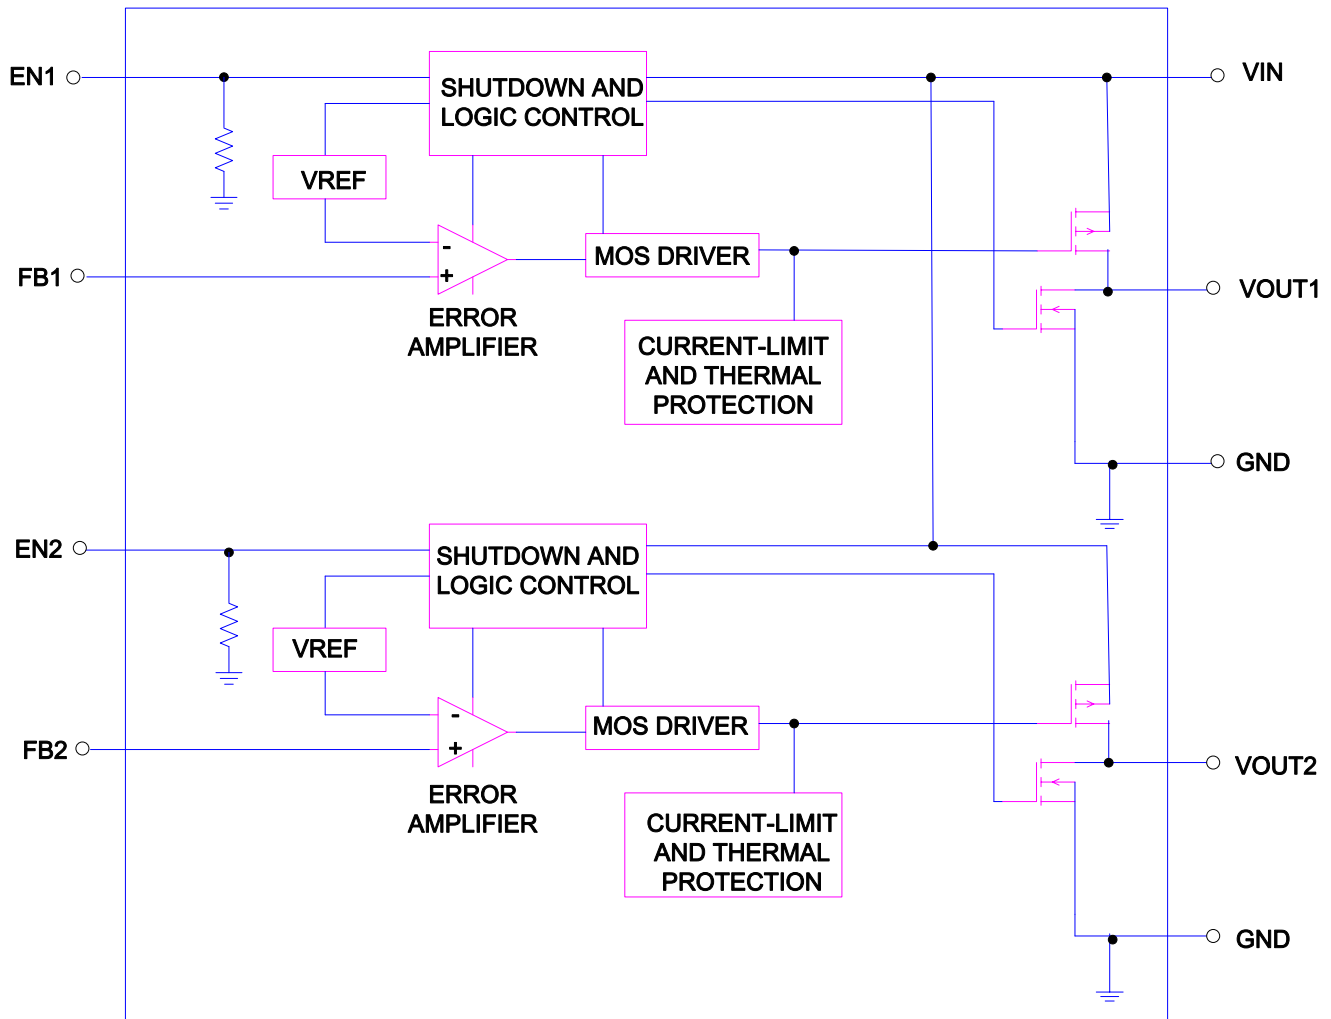 EN1
SHUTDOWN AND
LOGIC CONTROL
VIN
VREF
-
+
MOS DRIVER
FB1
VOUT1
ERROR
AMPLIFIER
CURRENT-LIMIT
AND THERMAL
PROTECTION
GND
EN2
SHUTDOWN AND
LOGIC CONTROL
VREF
-
+
MOS DRIVER
FB2
VOUT2
ERROR
AMPLIFIER
CURRENT-LIMIT
AND THERMAL
PROTECTION
GND